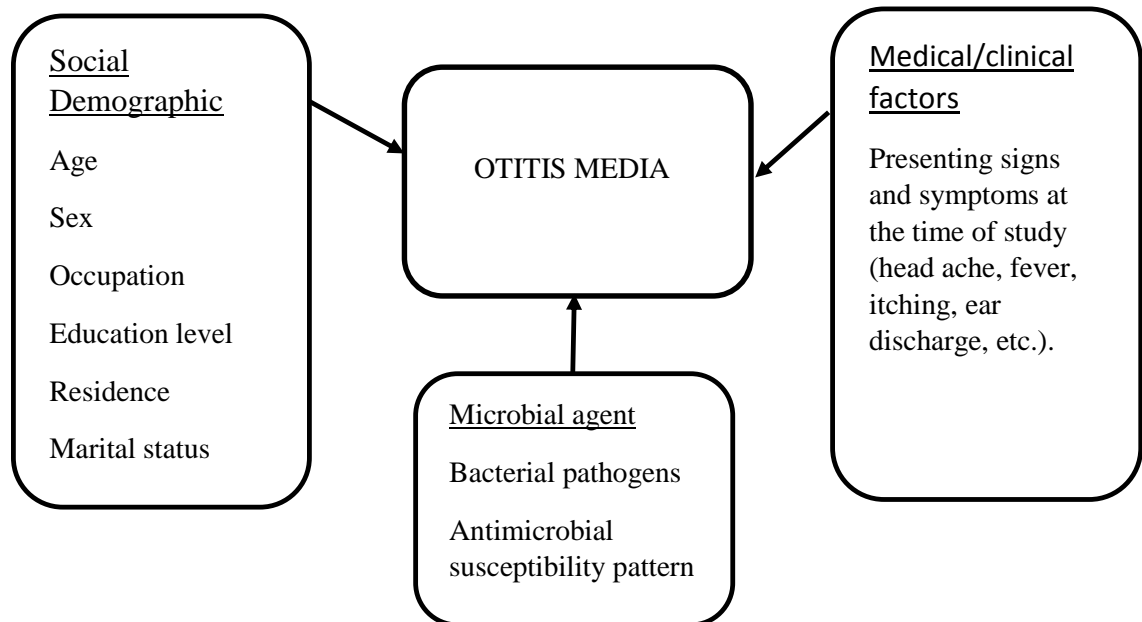 Social
Demographic
Age
Sex
Occupation
Education level
Residence
Marital status
OTITIS MEDIA
Medical/clinical
factors
Presenting signs
and symptoms at
the time of study
(head ache, fever,
itching, ear
discharge, etc.).
Microbial agent
Bacterial pathogens
Antimicrobial
susceptibility pattern